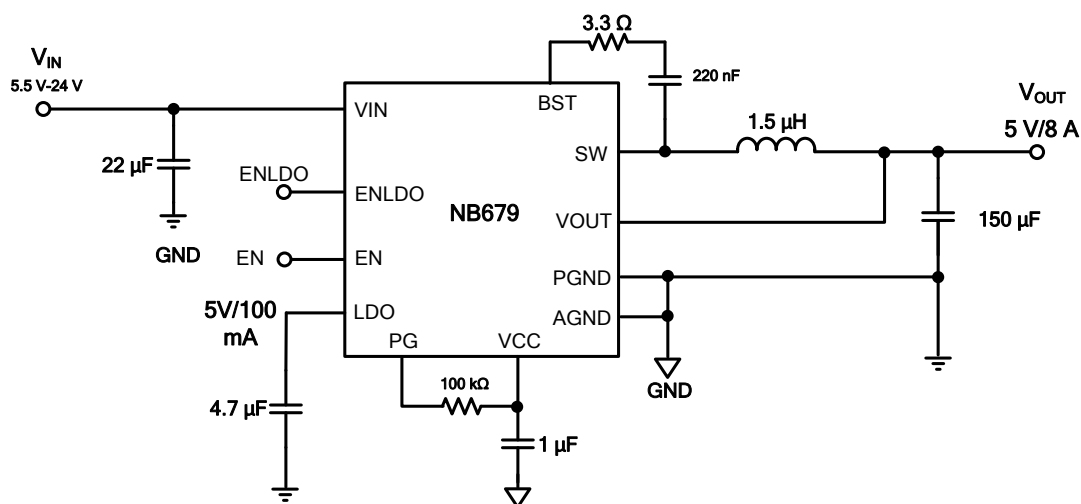 3.3 Ω
VIN
5.5 V-24 V
BST
220 nF
VOUT
5 V/8 A
VIN
1.5 µH
22 µF
SW
ENLDO
ENLDO
NB679
VOUT
150 µF
GND
EN
EN
PGND
5V/100
mA
LDO
AGND
PG
VCC
GND
100 kΩ
4.7 µF
1 µF